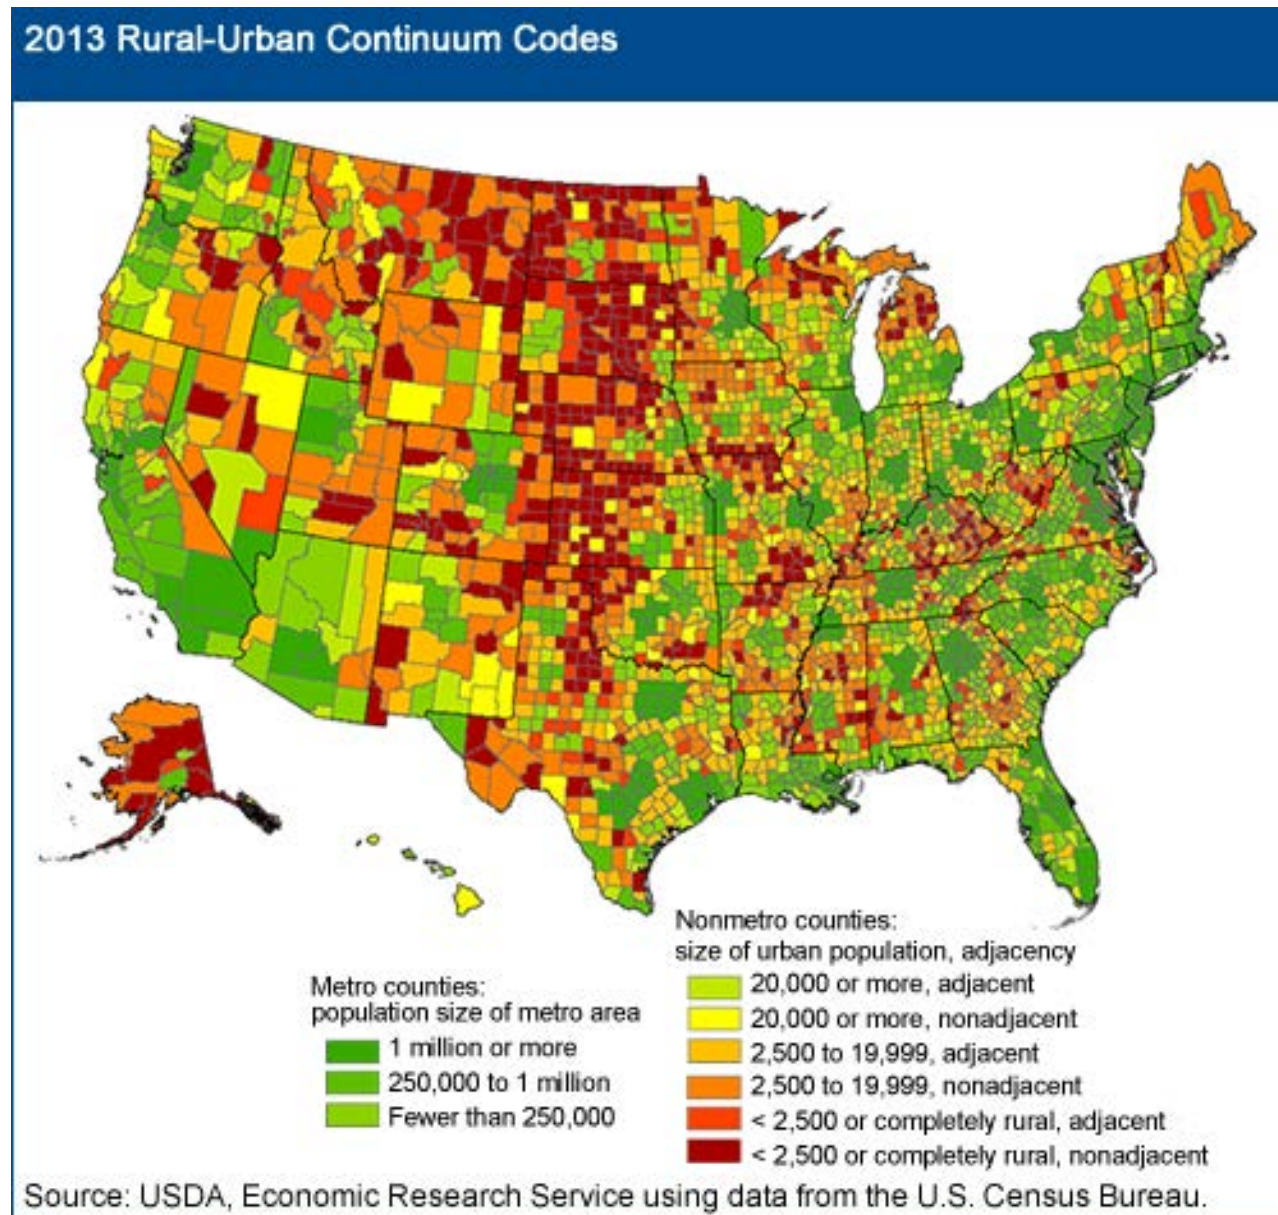 2013 Rural-Urban Continuum Codes
Nonmetro counties:
size of urban population, adjacency
20,000 or more, adjacent
20,000 or more, nonadjacent
2,500 to 19,999, adjacent
2,500 to 19,999, nonadjacent
< 2,500 or completely rural, adjacent
< 2,500 or completely rural, nonadjacent
Metro counties:
population size of metro area
1 million or more
250,000 to 1 million
Fewer than 250,000
Source: USDA, Economic Research Service using data from the U.S. Census Bureau.